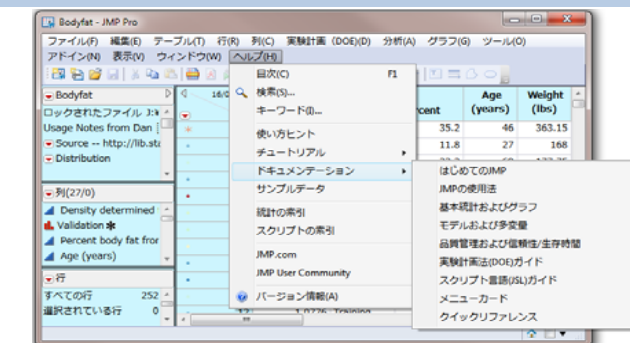 Bodyfat - JMP Pro
ファイル(F) 編集(E) テーブル(T) 行(R) 列(C) 実験計画 (DOE)(D) 分析(A) グラフ(G) ツール(O)
アドイン(N) 表示(V) ウィンドウ(W) ヘルプ(H)
Bodyfat
ロックされたファイル
Usage Notes from Dan
Source -- http://lib.sta
Distribution
列(27/0)
Density determined
Validation
Percent body fat fror
Age (years)
行
すべての行 252
選択されている行 0
目次(C) F1
検索(S)...
キーワード(I)...
使い方ヒント
チュートリアル
ドキュメンテーション
サンプルデータ
統計の索引
スクリプトの索引
JMP.com
JMP User Community
バージョン情報(A)
はじめてのJMP
JMPの使用法
基本統計およびグラフ
モデルおよび多変量
品質管理および信頼性/生存時間
実験計画法(DOE)ガイド
スクリプト言語(JSL)ガイド
メニューカード
クイックリファレンス
cent Age (years) Weight (lbs)
35.2 46 363.15
11.8 27 168